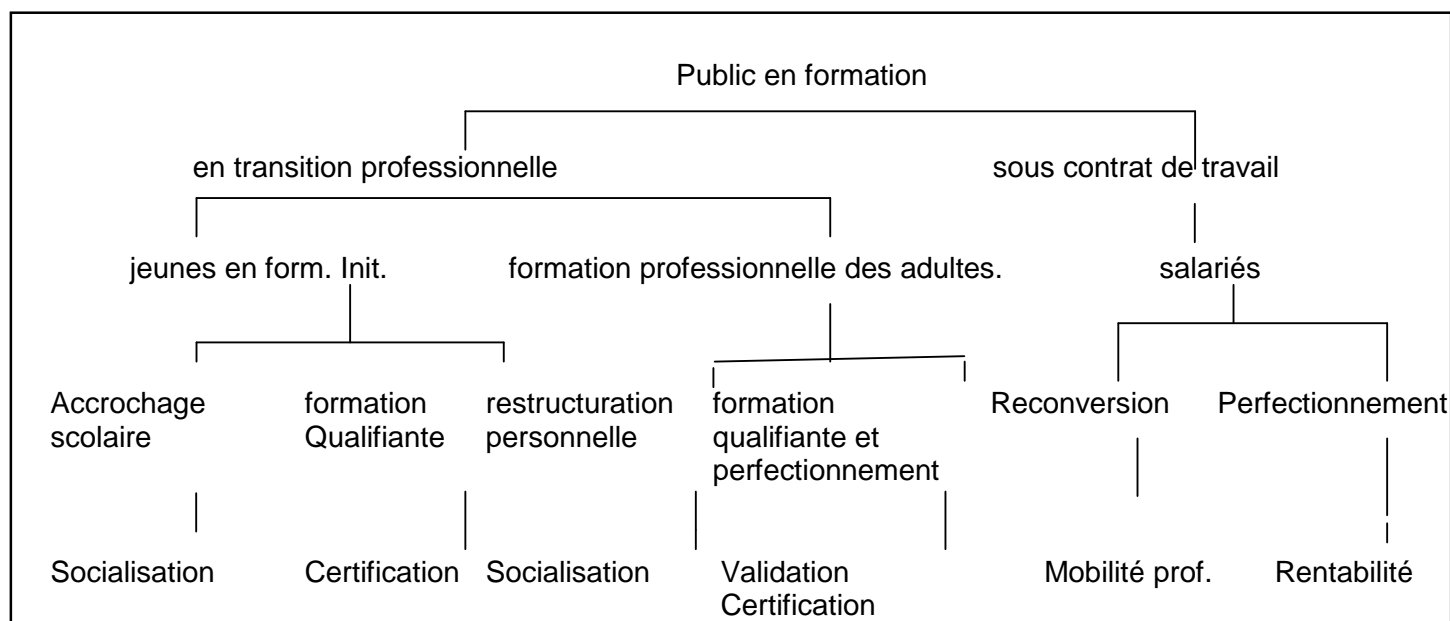 Public en formation
en transition professionnelle
sous contrat de travail
jeunes en form. Init.
formation professionnelle des adultes.
salariés
Accrochage
scolaire
formation
Qualifiante
restructuration
personnelle
formation
qualifiante et
perfectionnement
Reconversion
Perfectionnement
Socialisation
Certification
Socialisation
Validation
Certification
Mobilité prof.
Rentabilité